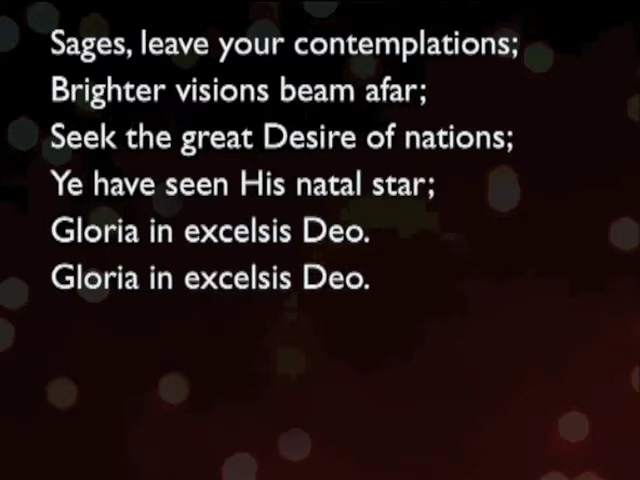 Sages, leave your contemplations;
Brighter visions beam afar;
Seek the great Desire of nations;
Ye have seen His natal star;
Gloria in excelsis Deo.
Gloria in excelsis Deo.